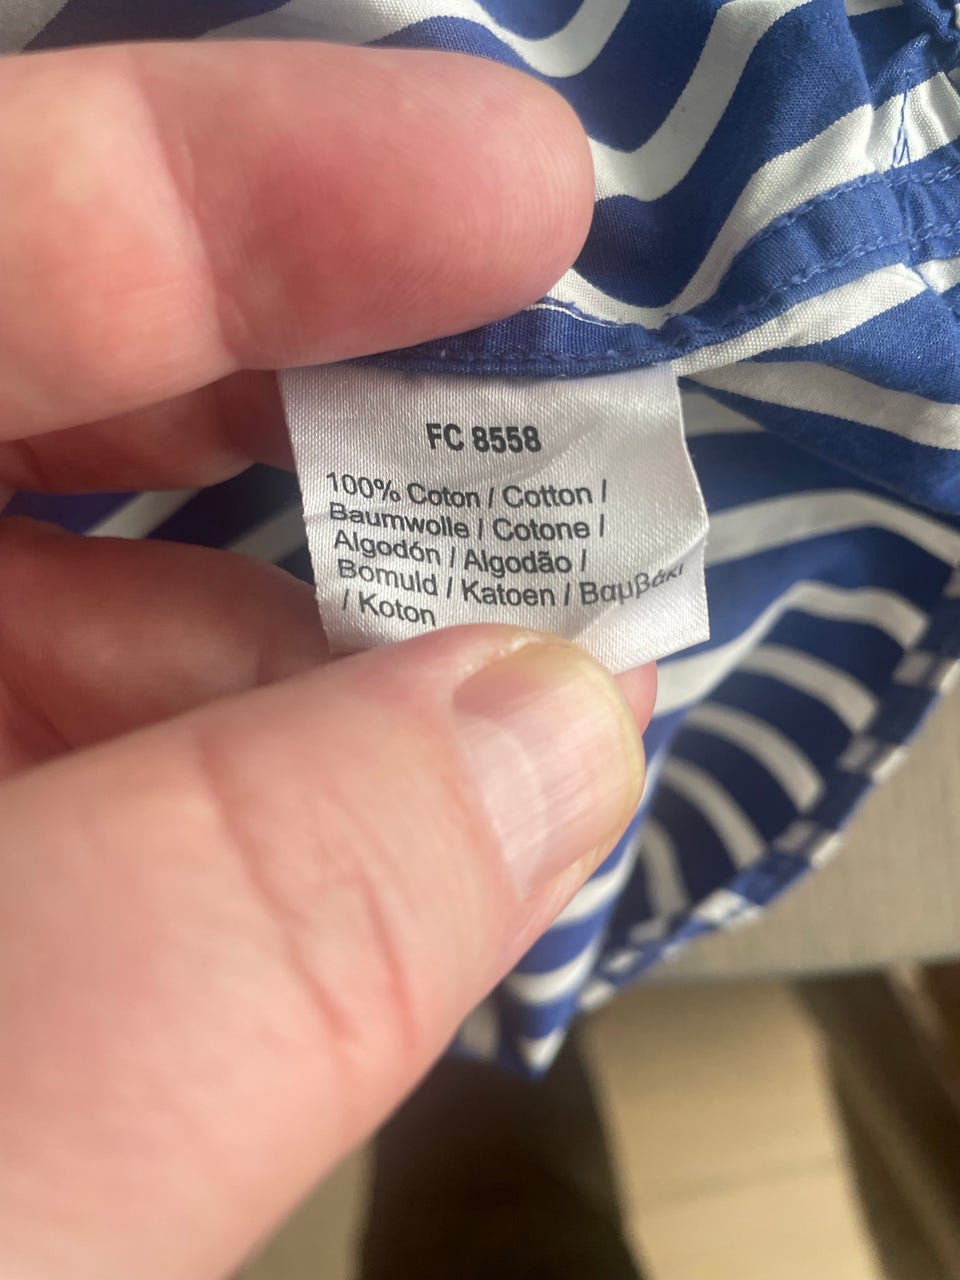 FC 8558
100% Coton / Cotton /
Baumwolle / Cotone /
Algodón / Algodão /
Bomuld / Katoen / Βαμβάκι
/ Koton